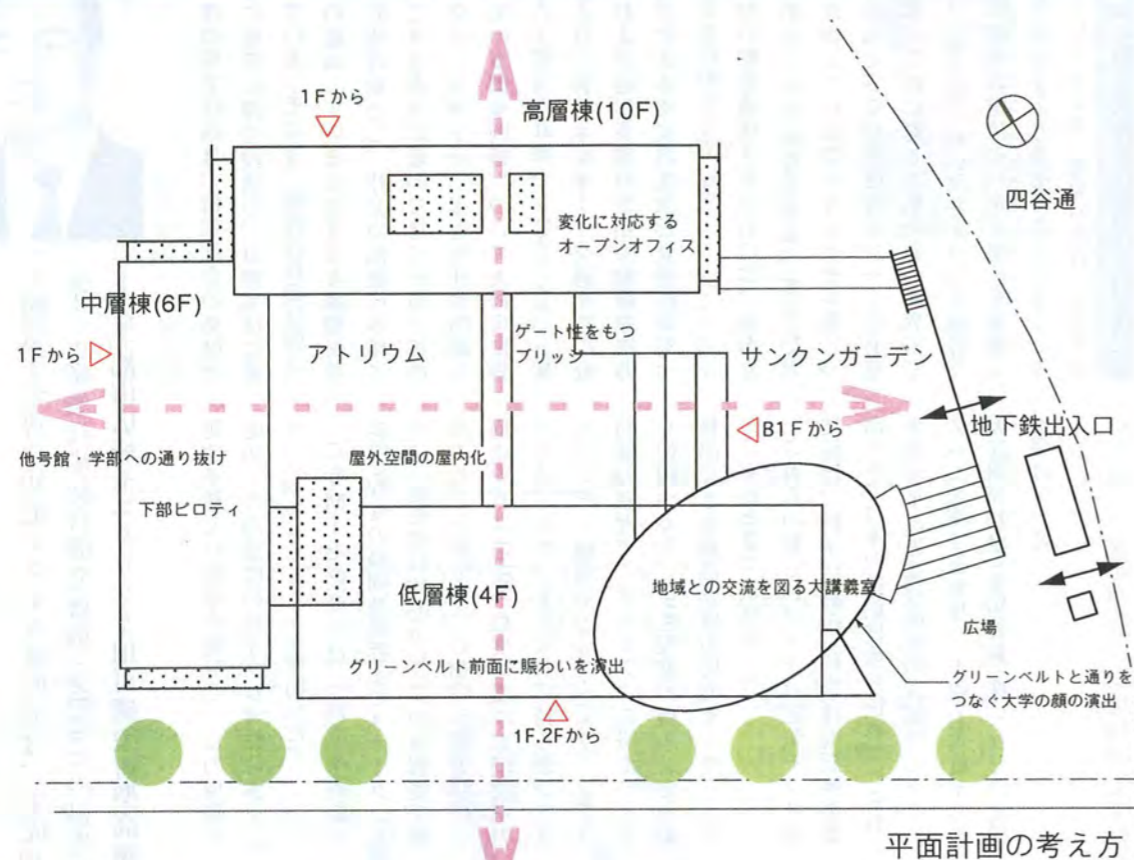 1Fから
高層棟(10F)
四谷通
変化に対応する
オープンオフィス
中層棟(6F)
1Fから
アトリウム
ゲート性をもつ
ブリッジ
サンクンガーデン
B1Fから
地下鉄出入口
他号館・学部への通り抜け
屋外空間の屋内化
下部ピロティ
低層棟(4F)
地域との交流を図る大講義室
広場
グリーンベルト前面に賑わいを演出
グリーンベルトと通りを
つなぐ大学の顔の演出
1F.2Fから
平面計画の考え方